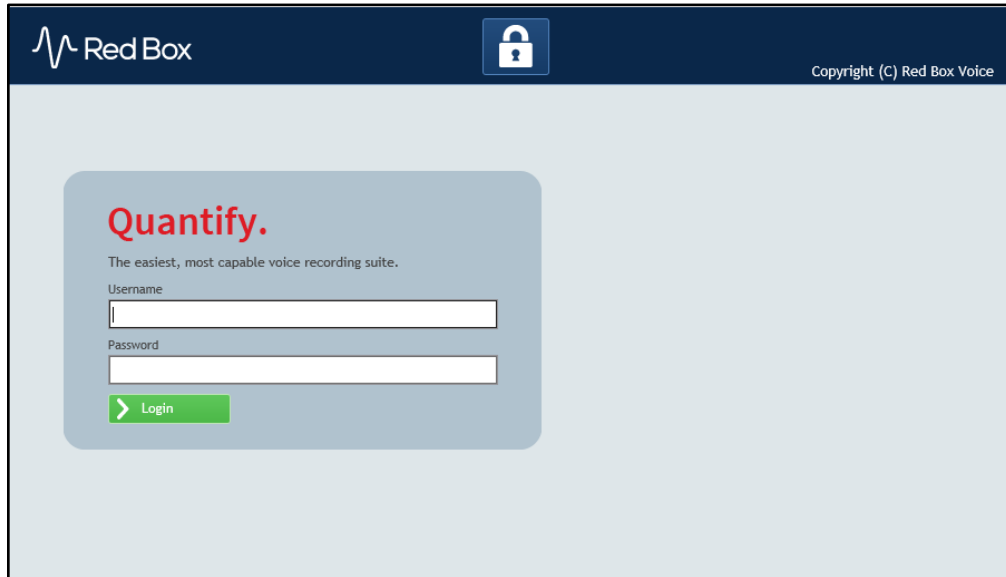 Red Box
Copyright (C) Red Box Voice
Quantify.
The easiest, most capable voice recording suite.
Username
Password
Login